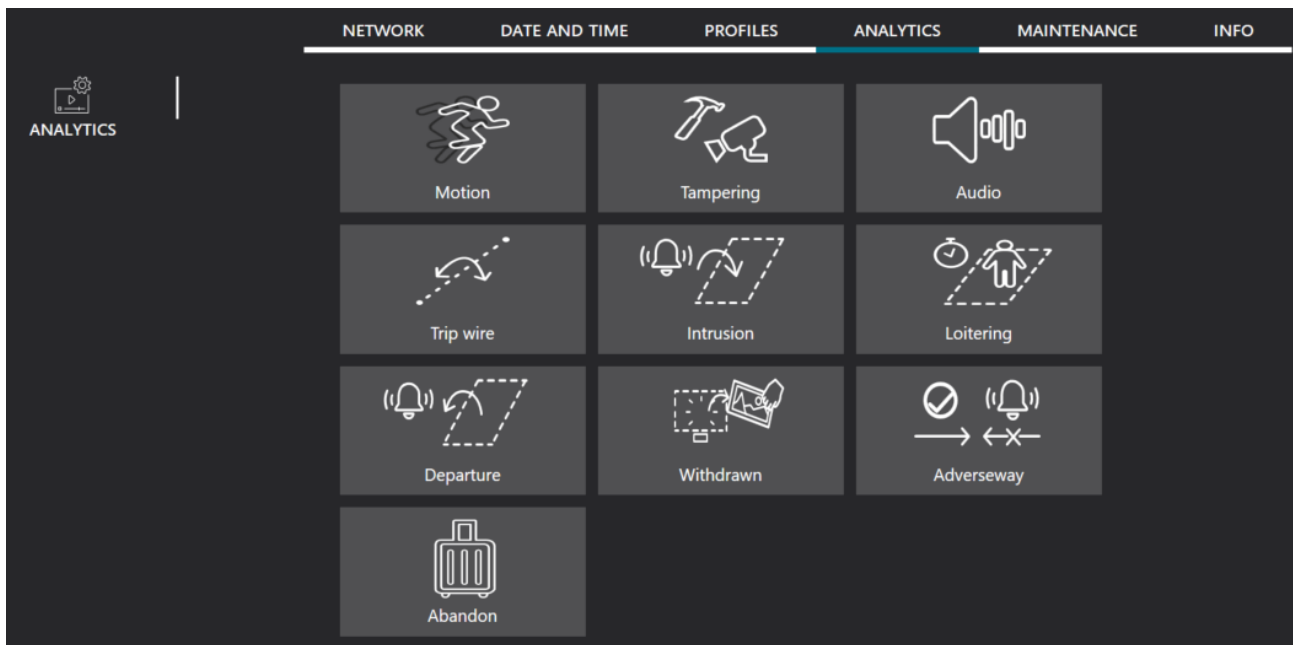 NETWORK DATE AND TIME PROFILES ANALYTICS MAINTENANCE INFO
ANALYTICS
Motion Tampering Audio
Trip wire Intrusion Loitering
Departure Withdrawn Adverseway
Abandon